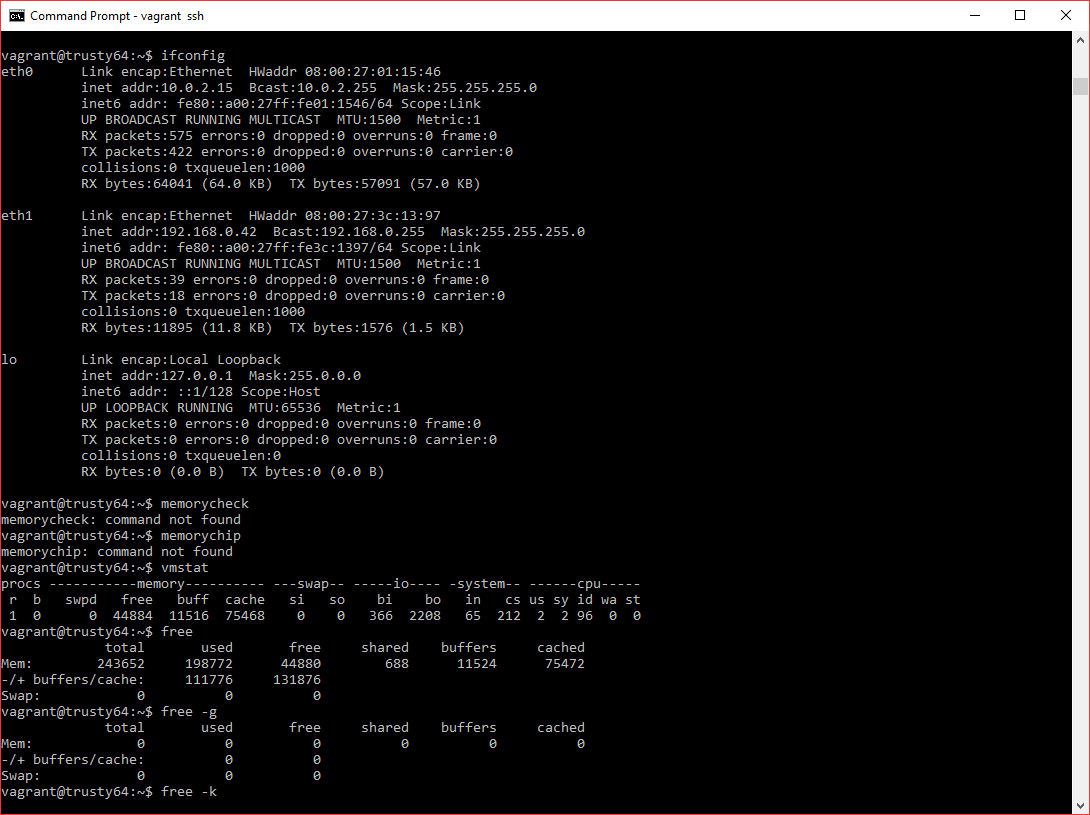 Command Prompt - vagrant ssh
vagrant@trusty64:~$ ifconfig
eth0      Link encap:Ethernet  HWaddr 08:00:27:01:15:46
          inet addr:10.0.2.15  Bcast:10.0.2.255  Mask:255.255.255.0
          inet6 addr: fe80::a00:27ff:fe01:1546/64 Scope:Link
          UP BROADCAST RUNNING MULTICAST  MTU:1500  Metric:1
          RX packets:575 errors:0 dropped:0 overruns:0 frame:0
          TX packets:422 errors:0 dropped:0 overruns:0 carrier:0
          collisions:0 txqueuelen:1000
          RX bytes:64041 (64.0 KB)  TX bytes:57091 (57.0 KB)
eth1      Link encap:Ethernet  HWaddr 08:00:27:3c:13:97
          inet addr:192.168.0.42  Bcast:192.168.0.255  Mask:255.255.255.0
          inet6 addr: fe80::a00:27ff:fe3c:1397/64 Scope:Link
          UP BROADCAST RUNNING MULTICAST  MTU:1500  Metric:1
          RX packets:39 errors:0 dropped:0 overruns:0 frame:0
          TX packets:18 errors:0 dropped:0 overruns:0 carrier:0
          collisions:0 txqueuelen:1000
          RX bytes:11895 (11.8 KB)  TX bytes:1576 (1.5 KB)
lo        Link encap:Local Loopback
          inet addr:127.0.0.1  Mask:255.0.0.0
          inet6 addr: ::1/128 Scope:Host
          UP LOOPBACK RUNNING  MTU:65536  Metric:1
          RX packets:0 errors:0 dropped:0 overruns:0 frame:0
          TX packets:0 errors:0 dropped:0 overruns:0 carrier:0
          collisions:0 txqueuelen:0
          RX bytes:0 (0.0 B)  TX bytes:0 (0.0 B)
vagrant@trusty64:~$ memorycheck
memorycheck: command not found
vagrant@trusty64:~$ memorychip
memorychip: command not found
vagrant@trusty64:~$ vmstat
procs -----------memory---------- ---swap-- -----io---- -system-- ------cpu-----
 r  b   swpd   free   buff  cache   si   so    bi    bo   in   cs us sy id wa st
 1  0      0  44884  11516  75468    0    0   366  2208   65  212  2  2 96  0  0
vagrant@trusty64:~$ free
             total       used       free     shared    buffers     cached
Mem:        243652     198772      44880        688      11524      75472
-/+ buffers/cache:     111776     131876
Swap:            0          0          0
vagrant@trusty64:~$ free -g
             total       used       free     shared    buffers     cached
Mem:             0          0          0          0          0          0
-/+ buffers/cache:          0          0
Swap:            0          0          0
vagrant@trusty64:~$ free -k